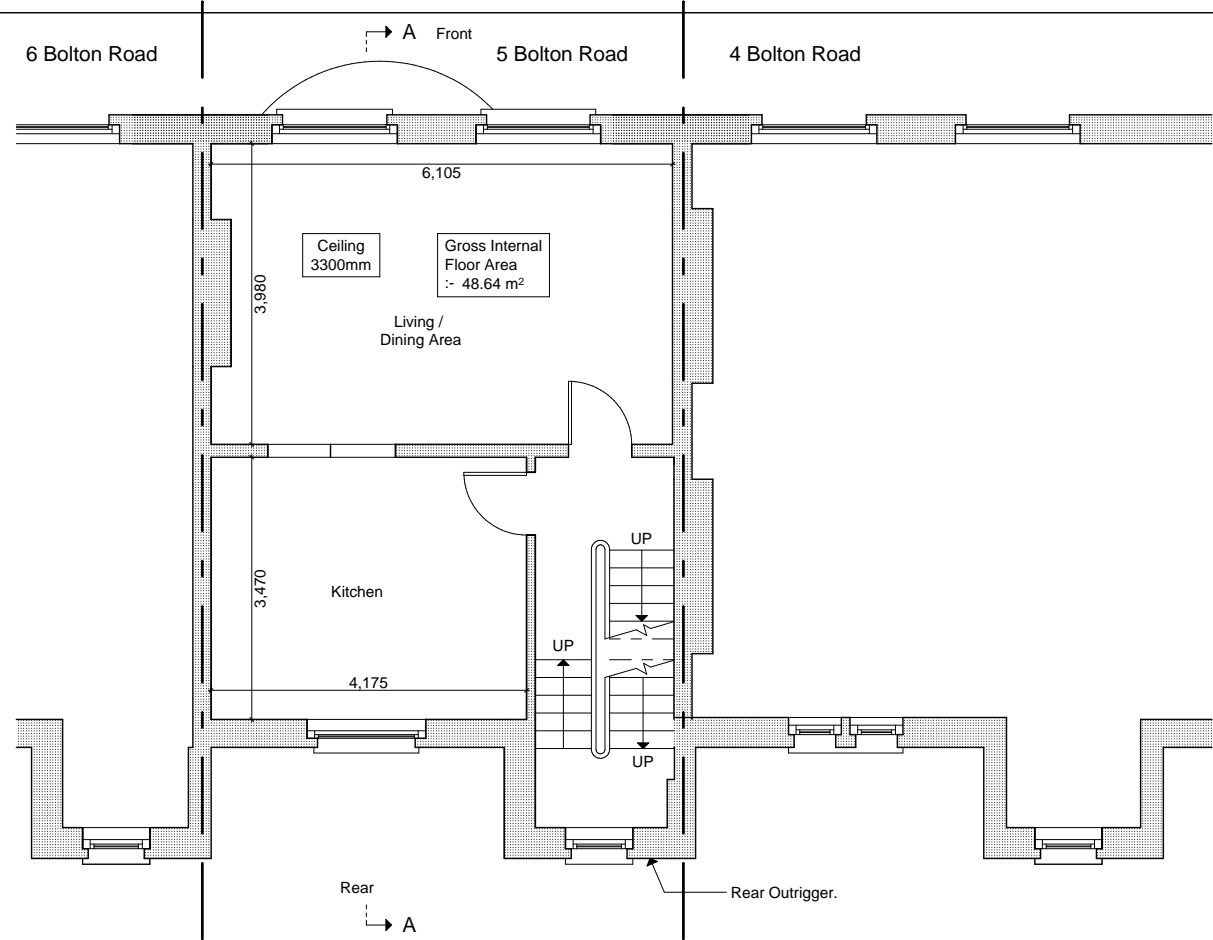 A Front
6 Bolton Road
5 Bolton Road
4 Bolton Road
6,105
Ceiling
3300mm
Gross Internal
Floor Area
:- 48.64 m²
3,980
Living /
Dining Area
UP
3,470
Kitchen
UP
4,175
UP
Rear
Rear Outrigger.
A